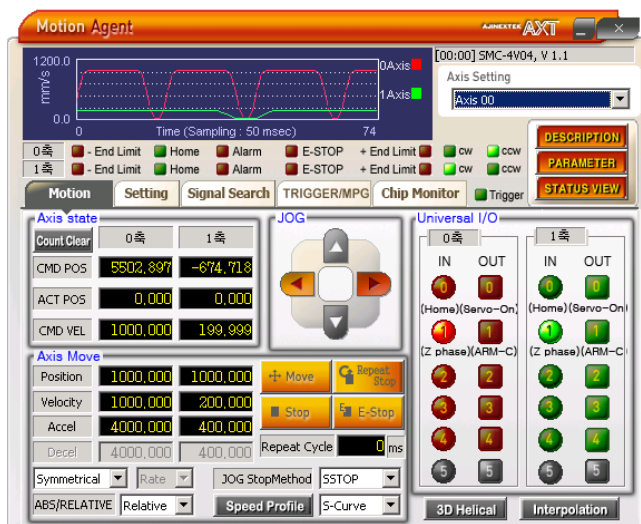 Motion Agent AJINEXTEK AXT
1200.0 mm/s 0.0
0Axis
1Axis
0 Time (Sampling : 50 msec) 74
[00:00] SMC-4V04, V 1.1
Axis Setting
Axis 00
DESCRIPTION
PARAMETER
STATUS VIEW
0축 - End Limit Home Alarm E-STOP + End Limit cw ccw
1축 - End Limit Home Alarm E-STOP + End Limit cw ccw
Motion Setting Signal Search TRIGGER/MPG Chip Monitor Trigger
Axis state
Count Clear 0축 1축
CMD POS 5502,897 -674,718
ACT POS 0,000 0,000
CMD VEL 1000,000 199,999
JOG
Axis Move
Position 1000,000 1000,000
Velocity 1000,000 200,000
Accel 4000,000 400,000
Decel 4000,000 400,000
Move Repeat Stop
Stop E-Stop
Repeat Cycle 0 ms
Symmetrical Rate JOG StopMethod SSTOP
ABS/RELATIVE Relative Speed Profile S-Curve
Universal I/O
0축 1축
IN OUT IN OUT
0 0 0 0
(Home)(Servo-On) (Home)(Servo-On)
1 1 1 1
(Z phase)(ARM-C) (Z phase)(ARM-C)
2 2 2 2
3 3 3 3
4 4 4 4
5 5 5 5
3D Helical Interpolation